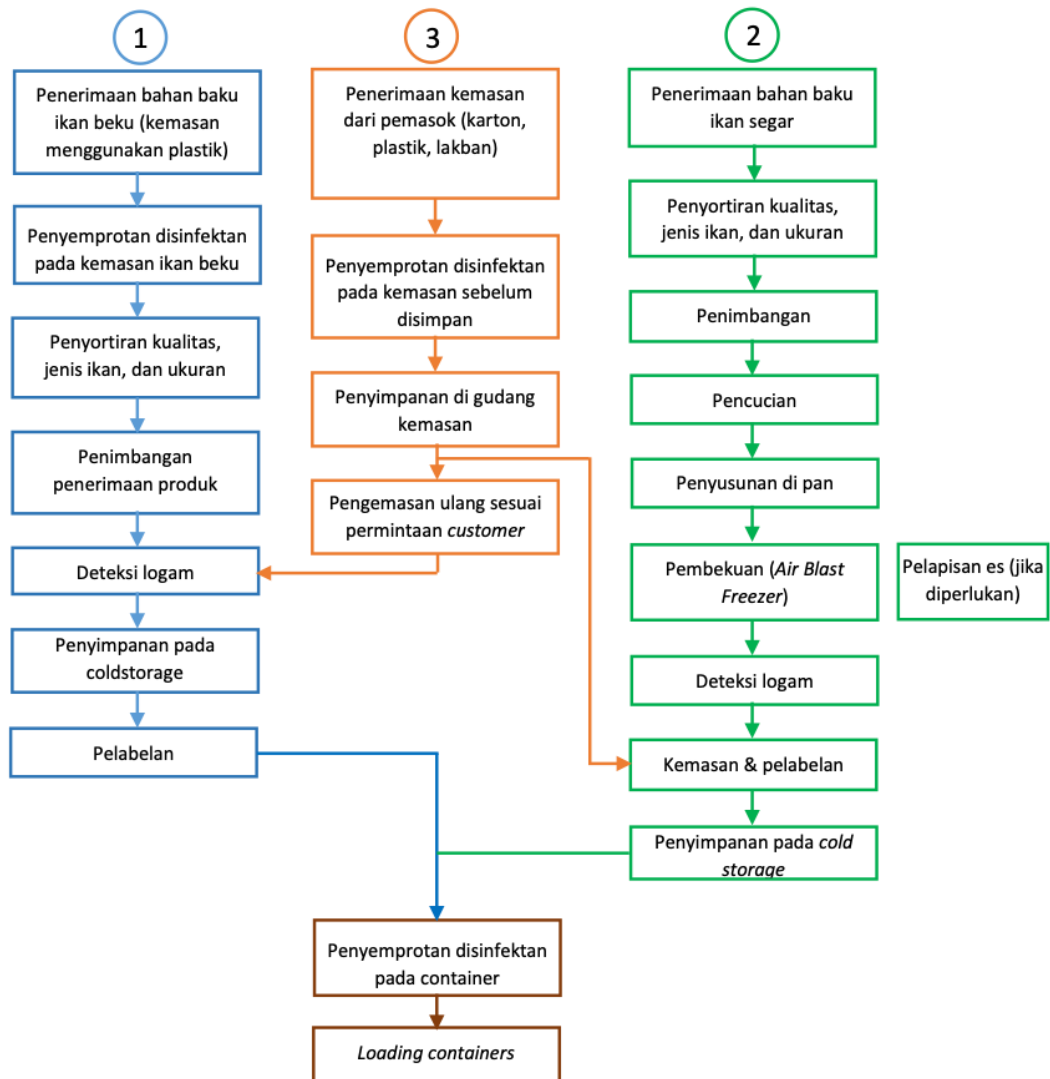 1
Penerimaan bahan baku
ikan beku (kemasan
menggunakan plastik)
Penyemprotan disinfektan
pada kemasan ikan beku
Penyortiran kualitas,
jenis ikan, dan ukuran
Penimbangan
penerimaan produk
Deteksi logam
Penyimpanan pada
coldstorage
Pelabelan
3
Penerimaan kemasan
dari pemasok (karton,
plastik, lakban)
Penyemprotan disinfektan
pada kemasan sebelum
disimpan
Penyimpanan di gudang
kemasan
Pengemasan ulang sesuai
permintaan customer
2
Penerimaan bahan baku
ikan segar
Penyortiran kualitas,
jenis ikan, dan ukuran
Penimbangan
Pencucian
Penyusunan di pan
Pembekuan (Air Blast
Freezer)
Pelapisan es (jika
diperlukan)
Deteksi logam
Kemasan & pelabelan
Penyimpanan pada cold
storage
Penyemprotan disinfektan
pada container
Loading containers